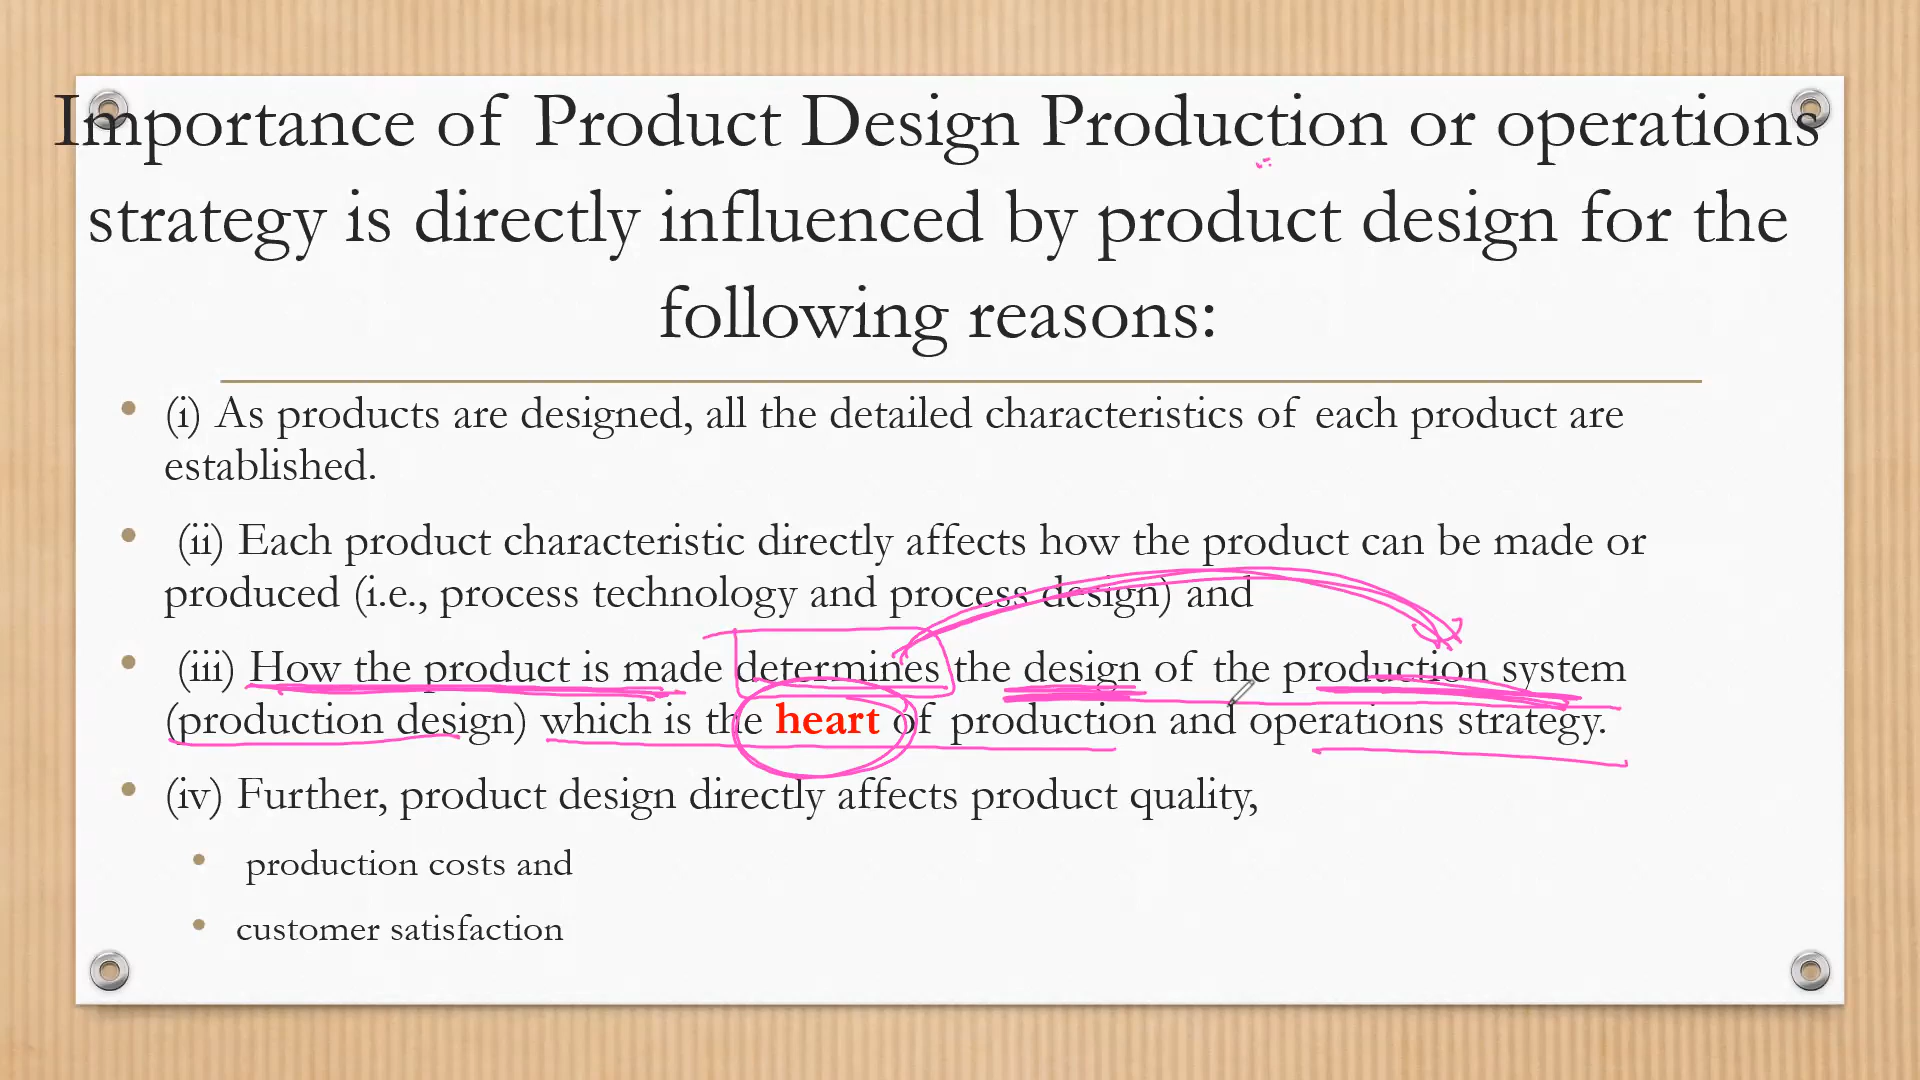 Importance of Product Design Production or operations
strategy is directly influenced by product design for the
following reasons:
• (i) As products are designed, all the detailed characteristics of each product are
established.
• (ii) Each product characteristic directly affects how the product can be made or
produced (i.e., process technology and process design) and
• (iii) How the product is made determines the design of the production system
(production design) which is the heart of production and operations strategy.
• (iv) Further, product design directly affects product quality,
• production costs and
• customer satisfaction